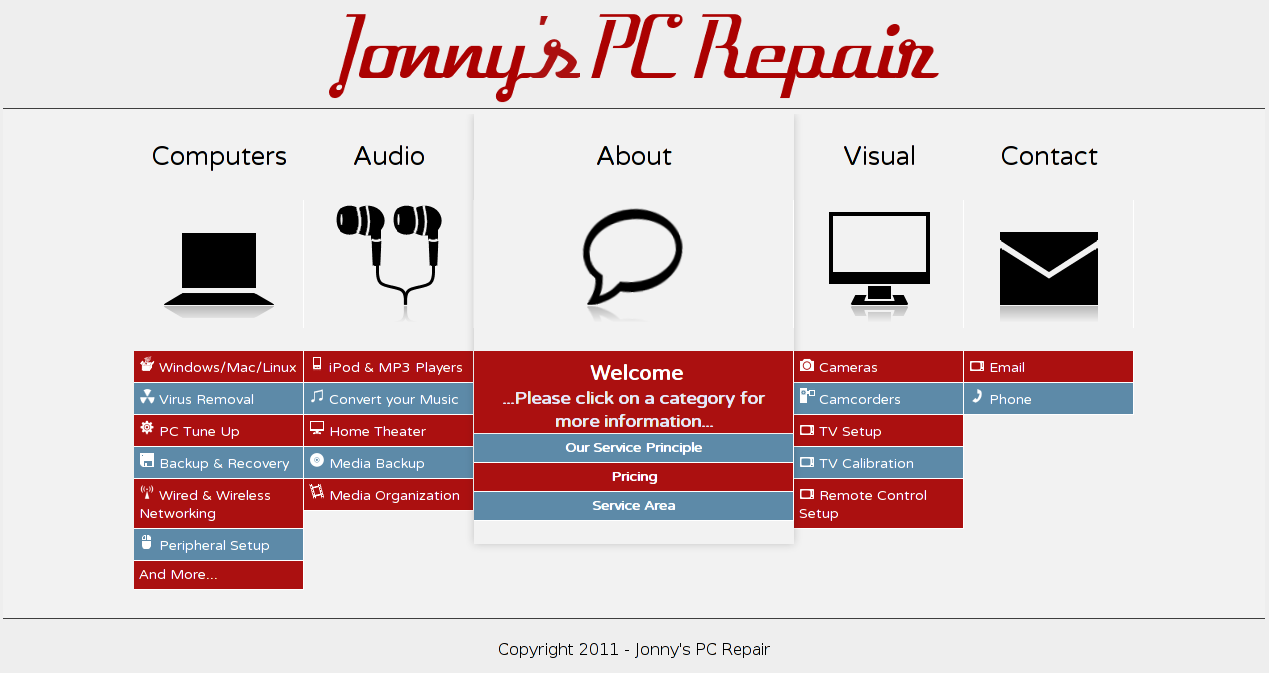 Jonny's PC Repair
Computers
Audio
About
Visual
Contact
Windows/Mac/Linux
Virus Removal
PC Tune Up
Backup & Recovery
Wired & Wireless
Networking
Peripheral Setup
And More...
iPod & MP3 Players
Convert your Music
Home Theater
Media Backup
Media Organization
Welcome
...Please click on a category for
more information...
Our Service Principle
Pricing
Service Area
Cameras
Camcorders
TV Setup
TV Calibration
Remote Control
Setup
Email
Phone
Copyright 2011 - Jonny's PC Repair